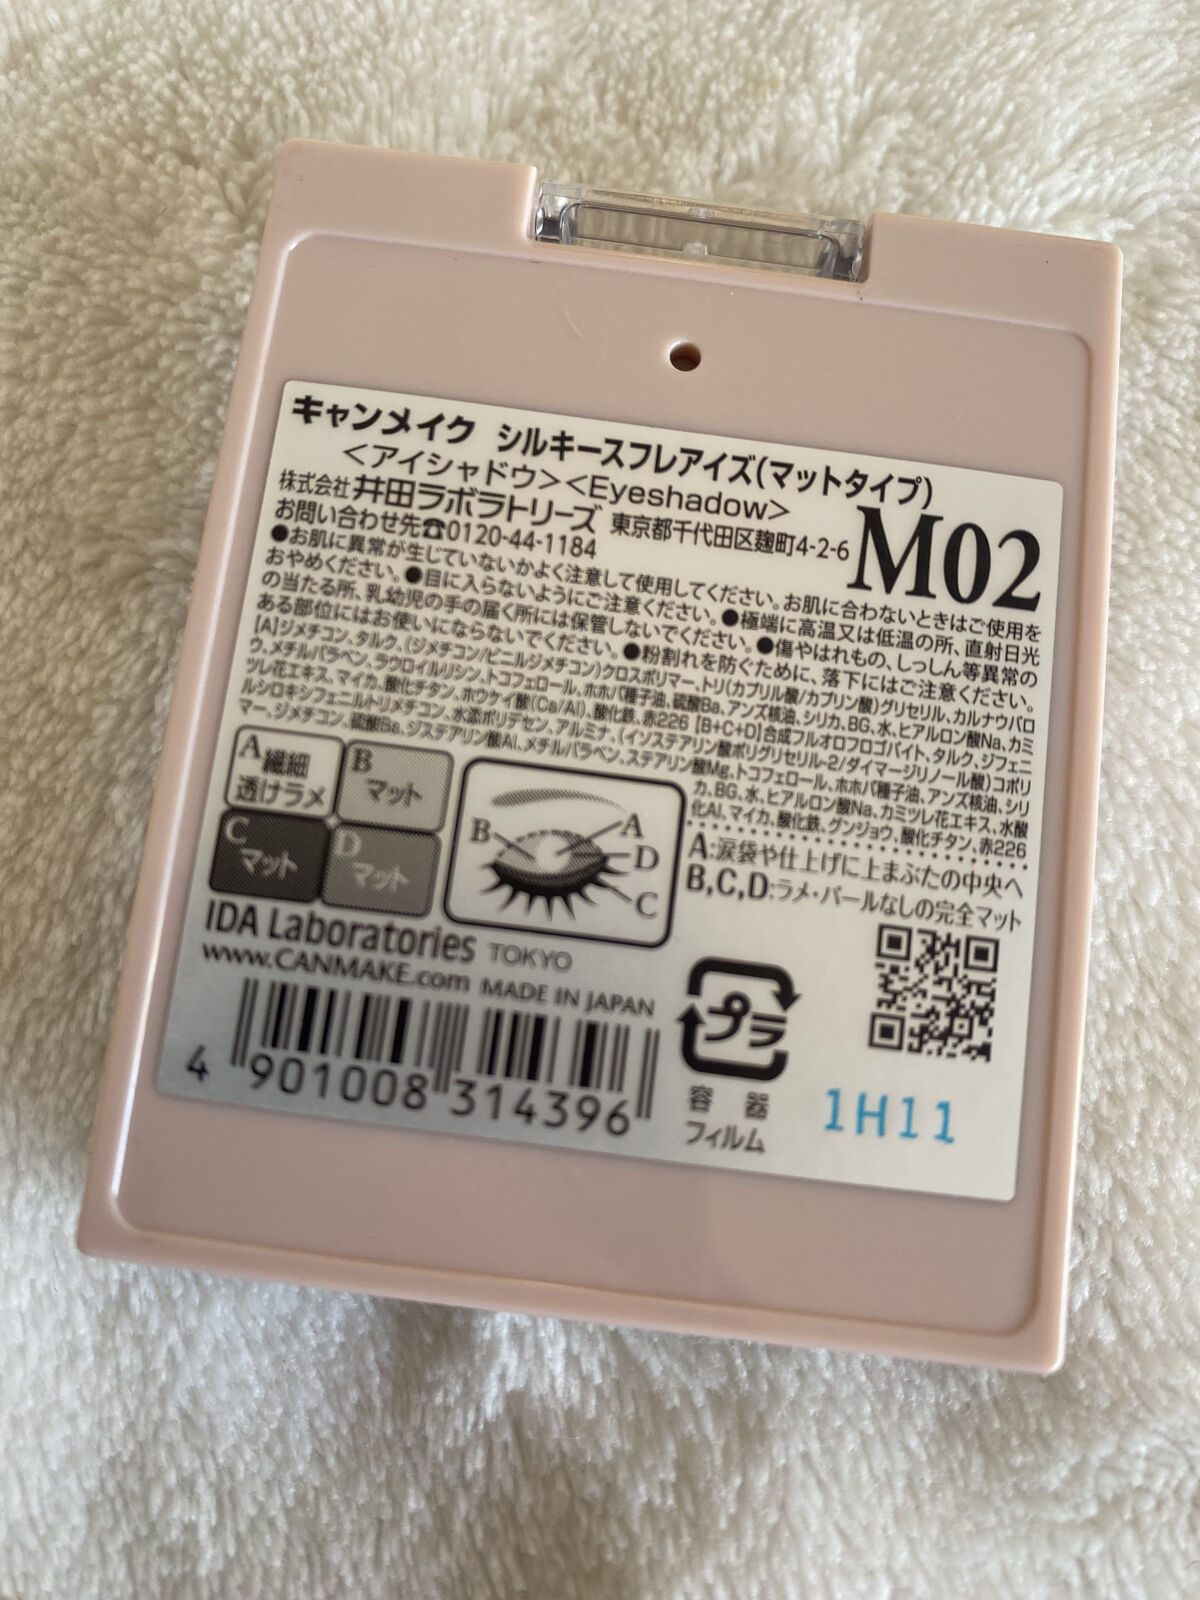 キャンメイク シルキースフレアイズ(マットタイプ)
<アイシャドウ><Eyeshadow>
株式会社 井田ラボラトリーズ 東京都千代田区麹町4-2-6
お問い合わせ先☎0120-44-1184
M02
●お肌に異常が生じていないかよく注意して使用してください。お肌に合わないときはご使用を
おやめください。●目に入らないようにご注意ください。●極端に高温又は低温の所、直射日光
の当たる所、乳幼児の手の届く所には保管しないでください。●傷やはれもの、しっしん等異常の
ある部位にはお使いにならないでください。●粉割れを防ぐために、落下にはご注意ください。
[A]ジメチコン、タルク、(ジメチコン/ビニルジメチコン)クロスポリマー、トリ(カプリル酸/カプリン酸)グリセリル、カルナウバロ
ウ、メチルパラベン、ラウロイルリシン、トコフェロール、ホホバ種子油、硫酸Ba、アンズ核油、シリカ、BG、水、ヒアルロン酸Na、カミ
ツレ花エキス、マイカ、酸化チタン、ホウケイ酸(Ca/Al)、酸化鉄、赤226 [B+C+D]合成フルオロフロゴパイト、タルク、ジフェニ
ルシロキシフェニルトリメチコン、水添ポリデセン、アルミナ、(イソステアリン酸ポリグリセリル-2/ダイマージリノール酸)コポリ
マー、ジメチコン、硫酸Ba、ジステアリン酸Al、メチルパラベン、ステアリン酸Mg、トコフェロール、ホホバ種子油、アンズ核油、シリ
カ、BG、水、ヒアルロン酸Na、カミツレ花エキス、水酸
化Al、マイカ、酸化鉄、グンジョウ、酸化チタン、赤226
A 繊細
透けラメ
B
マット
C
マット
D
マット
A
B
D
C
A:涙袋や仕上げに上まぶたの中央へ
B,C,D:ラメ・パールなしの完全マット
IDA Laboratories TOKYO
www.CANMAKE.com MADE IN JAPAN
4 901008 314396
プラ
容器
フィルム
1H11